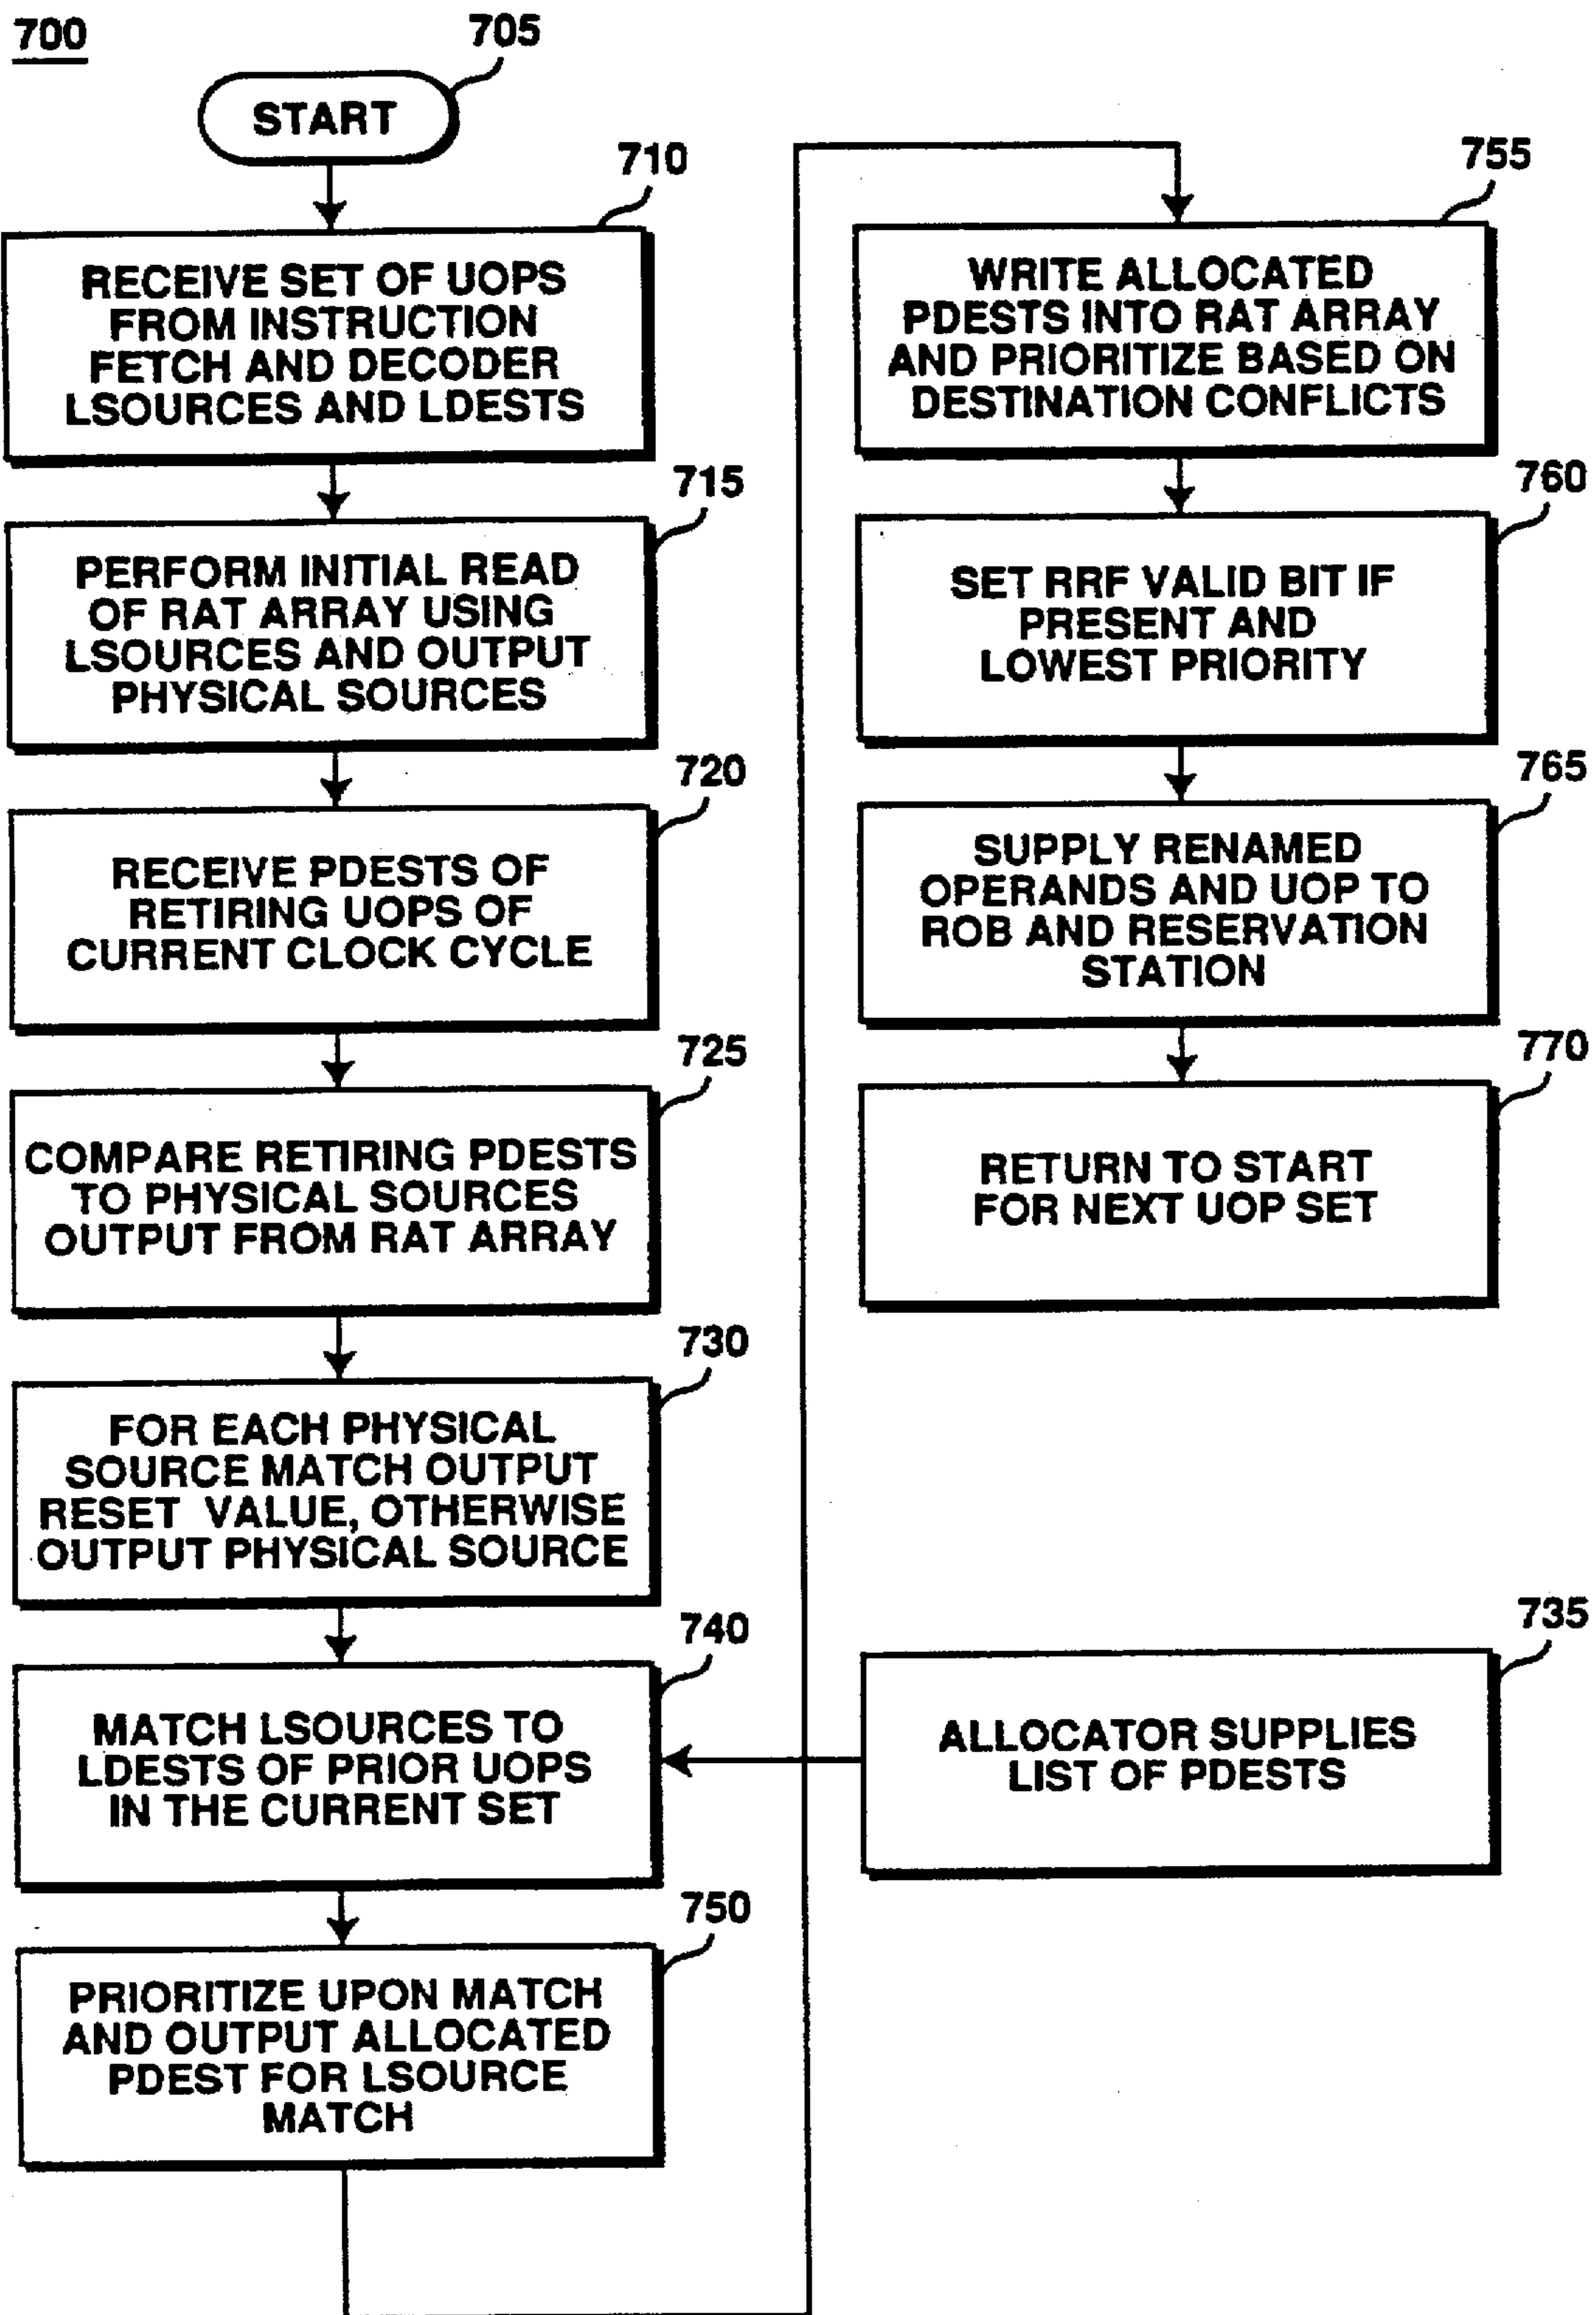 700
705
START
710
RECEIVE SET OF UOPS
FROM INSTRUCTION
FETCH AND DECODER
LSOURCES AND LDESTS
715
PERFORM INITIAL READ
OF RAT ARRAY USING
LSOURCES AND OUTPUT
PHYSICAL SOURCES
720
RECEIVE PDESTS OF
RETIRING UOPS OF
CURRENT CLOCK CYCLE
725
COMPARE RETIRING PDESTS
TO PHYSICAL SOURCES
OUTPUT FROM RAT ARRAY
730
FOR EACH PHYSICAL
SOURCE MATCH OUTPUT
RESET VALUE, OTHERWISE
OUTPUT PHYSICAL SOURCE
740
MATCH LSOURCES TO
LDESTS OF PRIOR UOPS
IN THE CURRENT SET
750
PRIORITIZE UPON MATCH
AND OUTPUT ALLOCATED
PDEST FOR LSOURCE
MATCH
755
WRITE ALLOCATED
PDESTS INTO RAT ARRAY
AND PRIORITIZE BASED ON
DESTINATION CONFLICTS
760
SET RRF VALID BIT IF
PRESENT AND
LOWEST PRIORITY
765
SUPPLY RENAMED
OPERANDS AND UOP TO
ROB AND RESERVATION
STATION
770
RETURN TO START
FOR NEXT UOP SET
735
ALLOCATOR SUPPLIES
LIST OF PDESTS